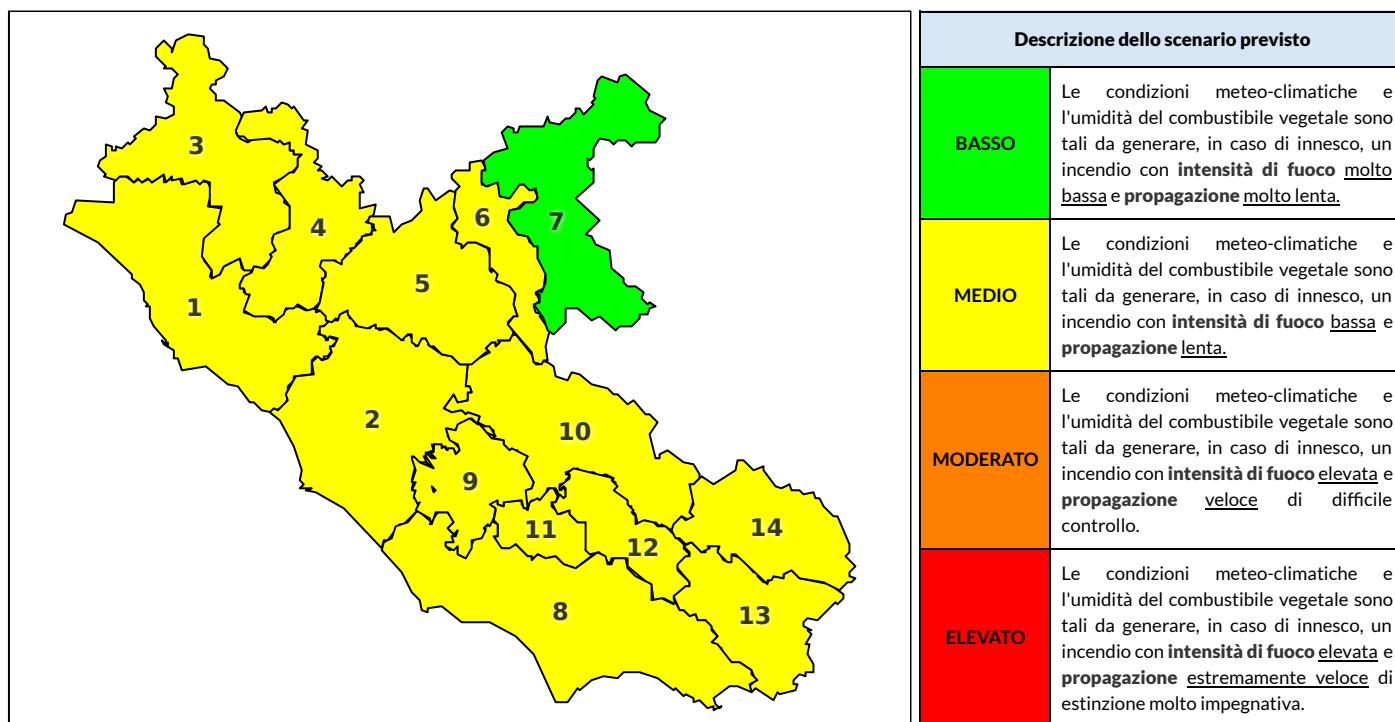 3
4
6
7
5
1
2
10
9
14
11
12
8
13
Descrizione dello scenario previsto
BASSO
Le condizioni meteo-climatiche e
l'umidità del combustibile vegetale sono
tali da generare, in caso di innesco, un
incendio con intensità di fuoco molto
bassa e propagazione molto lenta.
MEDIO
Le condizioni meteo-climatiche e
l'umidità del combustibile vegetale sono
tali da generare, in caso di innesco, un
incendio con intensità di fuoco bassa e
propagazione lenta.
MODERATO
Le condizioni meteo-climatiche e
l'umidità del combustibile vegetale sono
tali da generare, in caso di innesco, un
incendio con intensità di fuoco elevata e
propagazione veloce di difficile
controllo.
ELEVATO
Le condizioni meteo-climatiche e
l'umidità del combustibile vegetale sono
tali da generare, in caso di innesco, un
incendio con intensità di fuoco elevata e
propagazione estremamente veloce di
estinzione molto impegnativa.